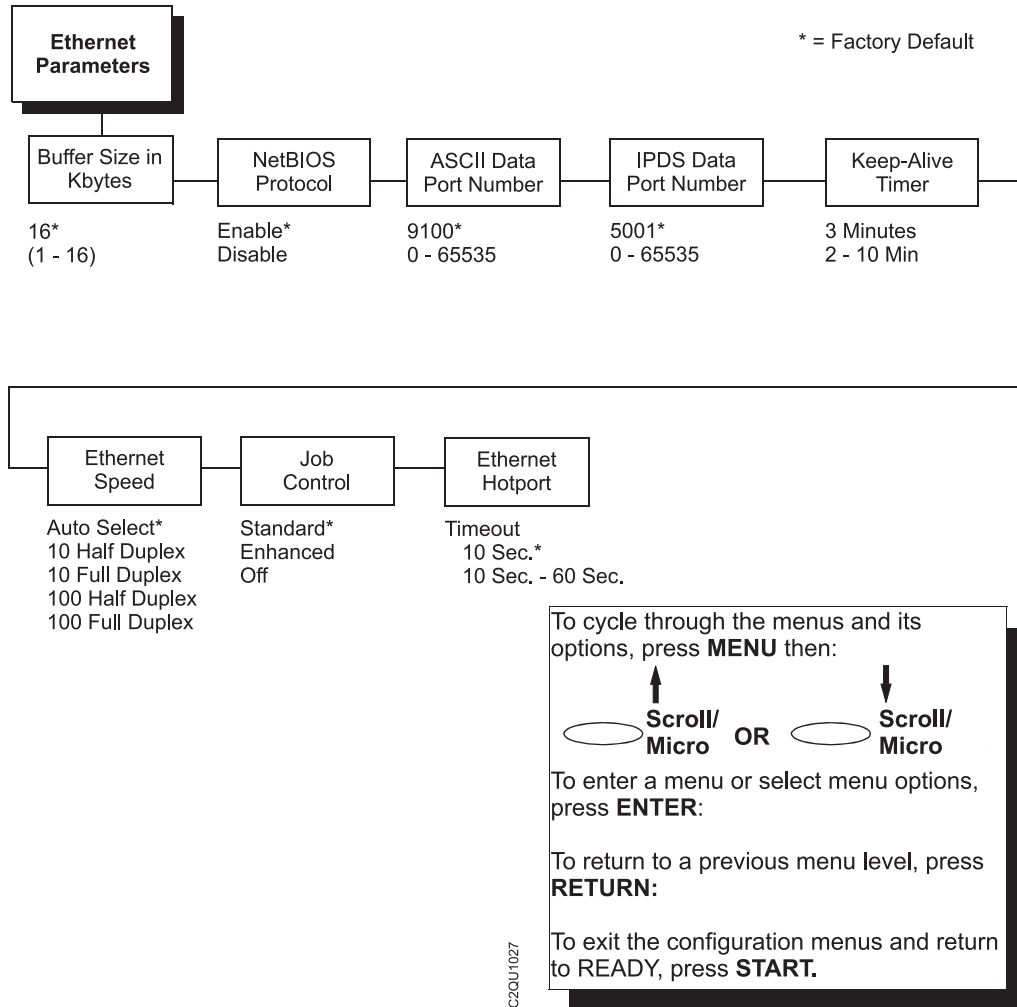 Ethernet
Parameters
* = Factory Default
Buffer Size in
Kbytes
NetBIOS
Protocol
ASCII Data
Port Number
IPDS Data
Port Number
Keep-Alive
Timer
16*
(1 - 16)
Enable*
Disable
9100*
0 - 65535
5001*
0 - 65535
3 Minutes
2 - 10 Min
Ethernet
Speed
Job
Control
Ethernet
Hotport
Auto Select*
10 Half Duplex
10 Full Duplex
100 Half Duplex
100 Full Duplex
Standard*
Enhanced
Off
Timeout
10 Sec.*
10 Sec. - 60 Sec.
To cycle through the menus and its
options, press MENU then:
Scroll/
Micro
OR
Scroll/
Micro
To enter a menu or select menu options,
press ENTER:
To return to a previous menu level, press
RETURN:
To exit the configuration menus and return
to READY, press START.
C2QU1027